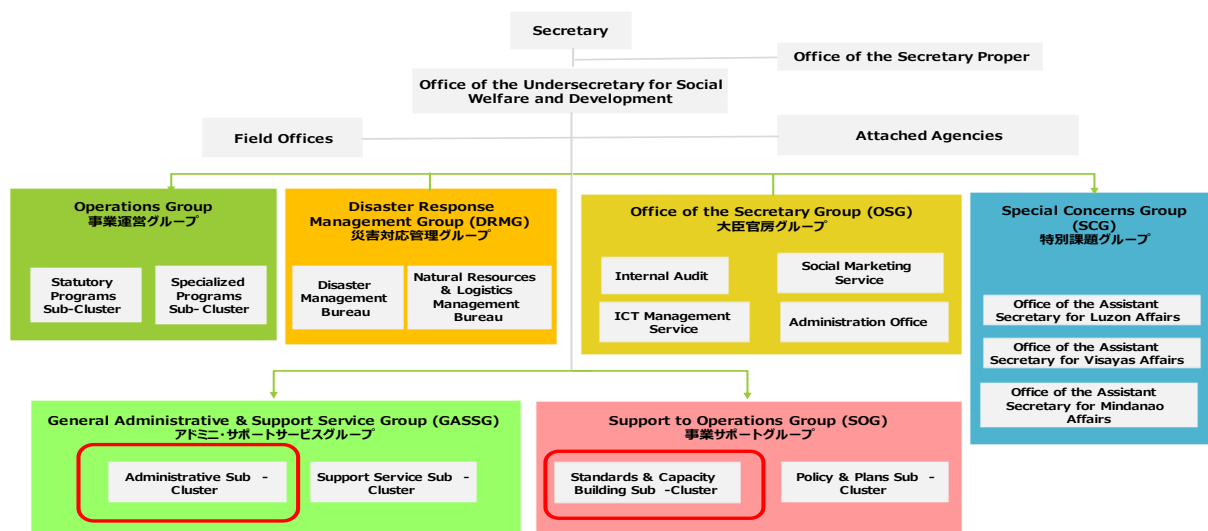 Secretary
Office of the Secretary Proper
Office of the Undersecretary for Social
Welfare and Development
Field Offices
Attached Agencies
Operations Group
事業運営グループ
Statutory
Programs
Sub-Cluster
Specialized
Programs
Sub- Cluster
Disaster Response
Management Group (DRMG)
災害対応管理グループ
Disaster
Management
Bureau
Natural Resources
& Logistics
Management
Bureau
Office of the Secretary Group (OSG)
大臣官房グループ
Internal Audit
Social Marketing
Service
ICT Management
Service
Administration Office
Special Concerns Group
(SCG)
特別課題グループ
Office of the Assistant
Secretary for Luzon Affairs
Office of the Assistant
Secretary for Visayas Affairs
Office of the Assistant
Secretary for Mindanao
Affairs
General Administrative & Support Service Group (GASSG)
アドミニ・サポートサービスグループ
Administrative Sub -
Cluster
Support Service Sub -
Cluster
Support to Operations Group (SOG)
事業サポートグループ
Standards & Capacity
Building Sub -Cluster
Policy & Plans Sub -
Cluster